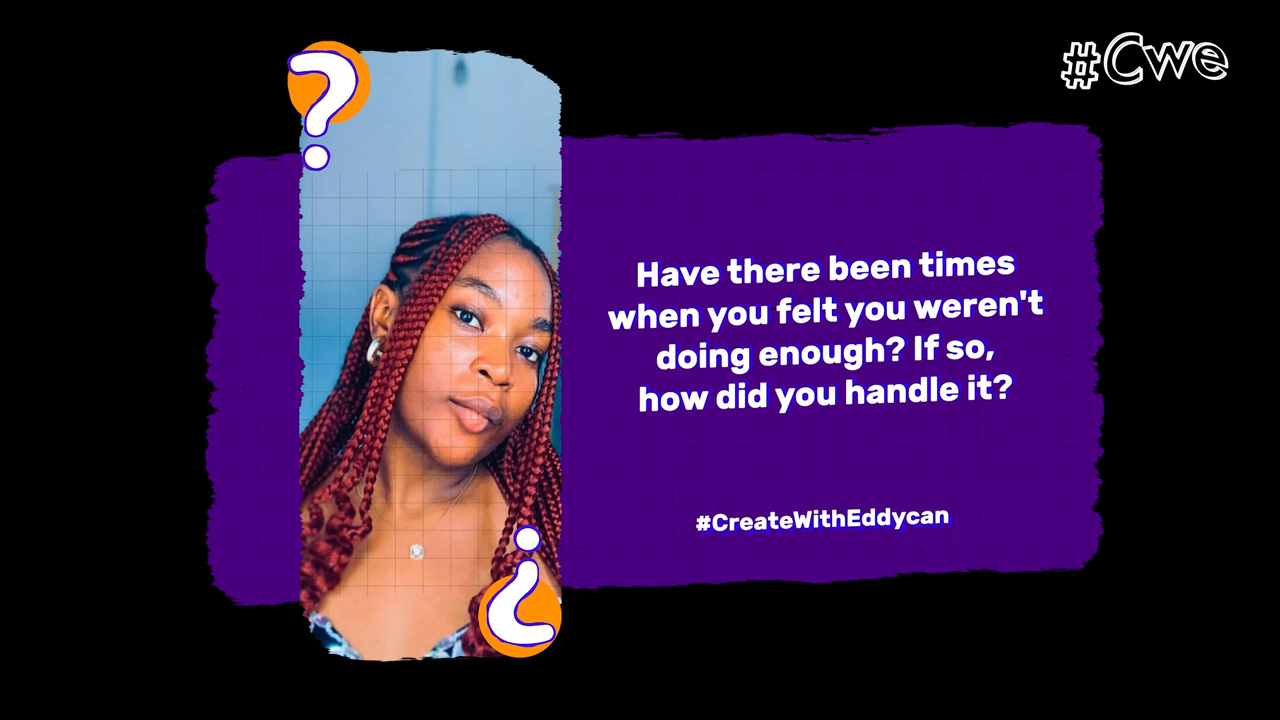 #Cwe
?
Have there been times
when you felt you weren't
doing enough? If so,
how did you handle it?
#CreateWithEddycan
¿